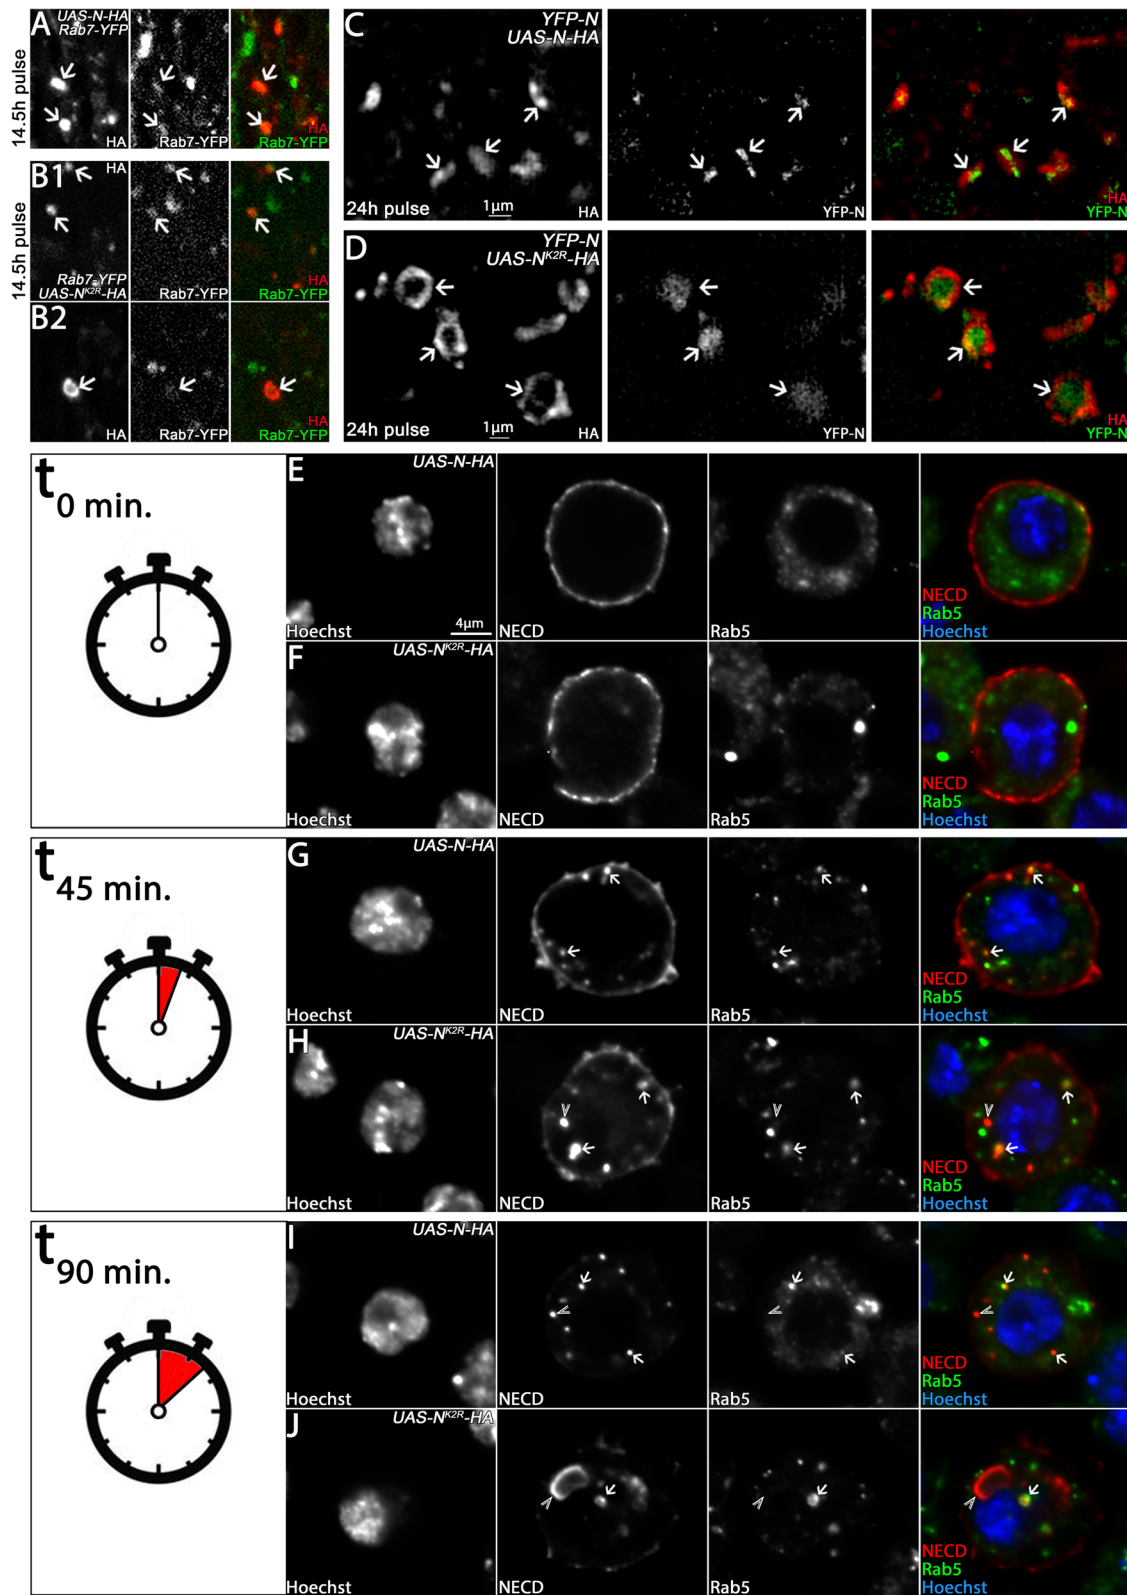 A
UAS-N-HA
Rab7-YFP
14.5h pulse
HA
Rab7-YFP
HA
Rab7-YFP
B1
HA
14.5h pulse
Rab7-YFP
UAS-N^K2R-HA
Rab7-YFP
HA
Rab7-YFP
B2
HA
Rab7-YFP
HA
Rab7-YFP
C
YFP-N
UAS-N-HA
24h pulse
1µm
HA
YFP-N
HA
YFP-N
D
YFP-N
UAS-N^K2R-HA
24h pulse
1µm
HA
YFP-N
HA
YFP-N
t 0 min.
E
UAS-N-HA
Hoechst
4µm
NECD
Rab5
NECD
Rab5
Hoechst
F
UAS-N^K2R-HA
Hoechst
NECD
Rab5
NECD
Rab5
Hoechst
t 45 min.
G
UAS-N-HA
Hoechst
NECD
Rab5
NECD
Rab5
Hoechst
H
UAS-N^K2R-HA
Hoechst
NECD
Rab5
NECD
Rab5
Hoechst
t 90 min.
I
UAS-N-HA
Hoechst
NECD
Rab5
NECD
Rab5
Hoechst
J
UAS-N^K2R-HA
Hoechst
NECD
Rab5
NECD
Rab5
Hoechst